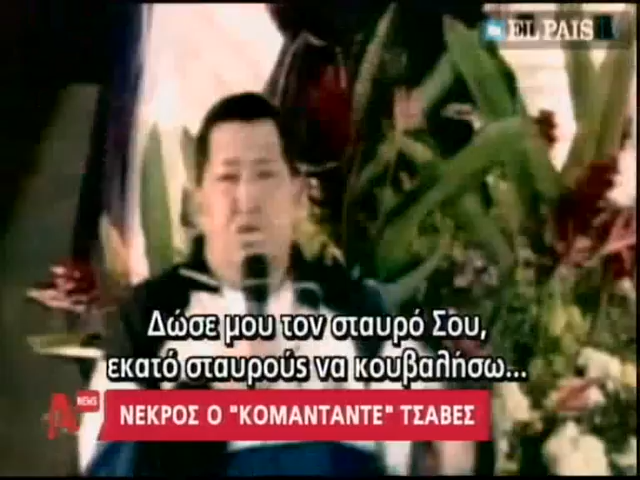 EL PAIS
Δώσε μου τον σταυρό Σου,
εκατό σταυρούς να κουβαλήσω...
NEWS
ΝΕΚΡΟΣ Ο "ΚΟΜΑΝΤΑΝΤΕ" ΤΣΑΒΕΣ